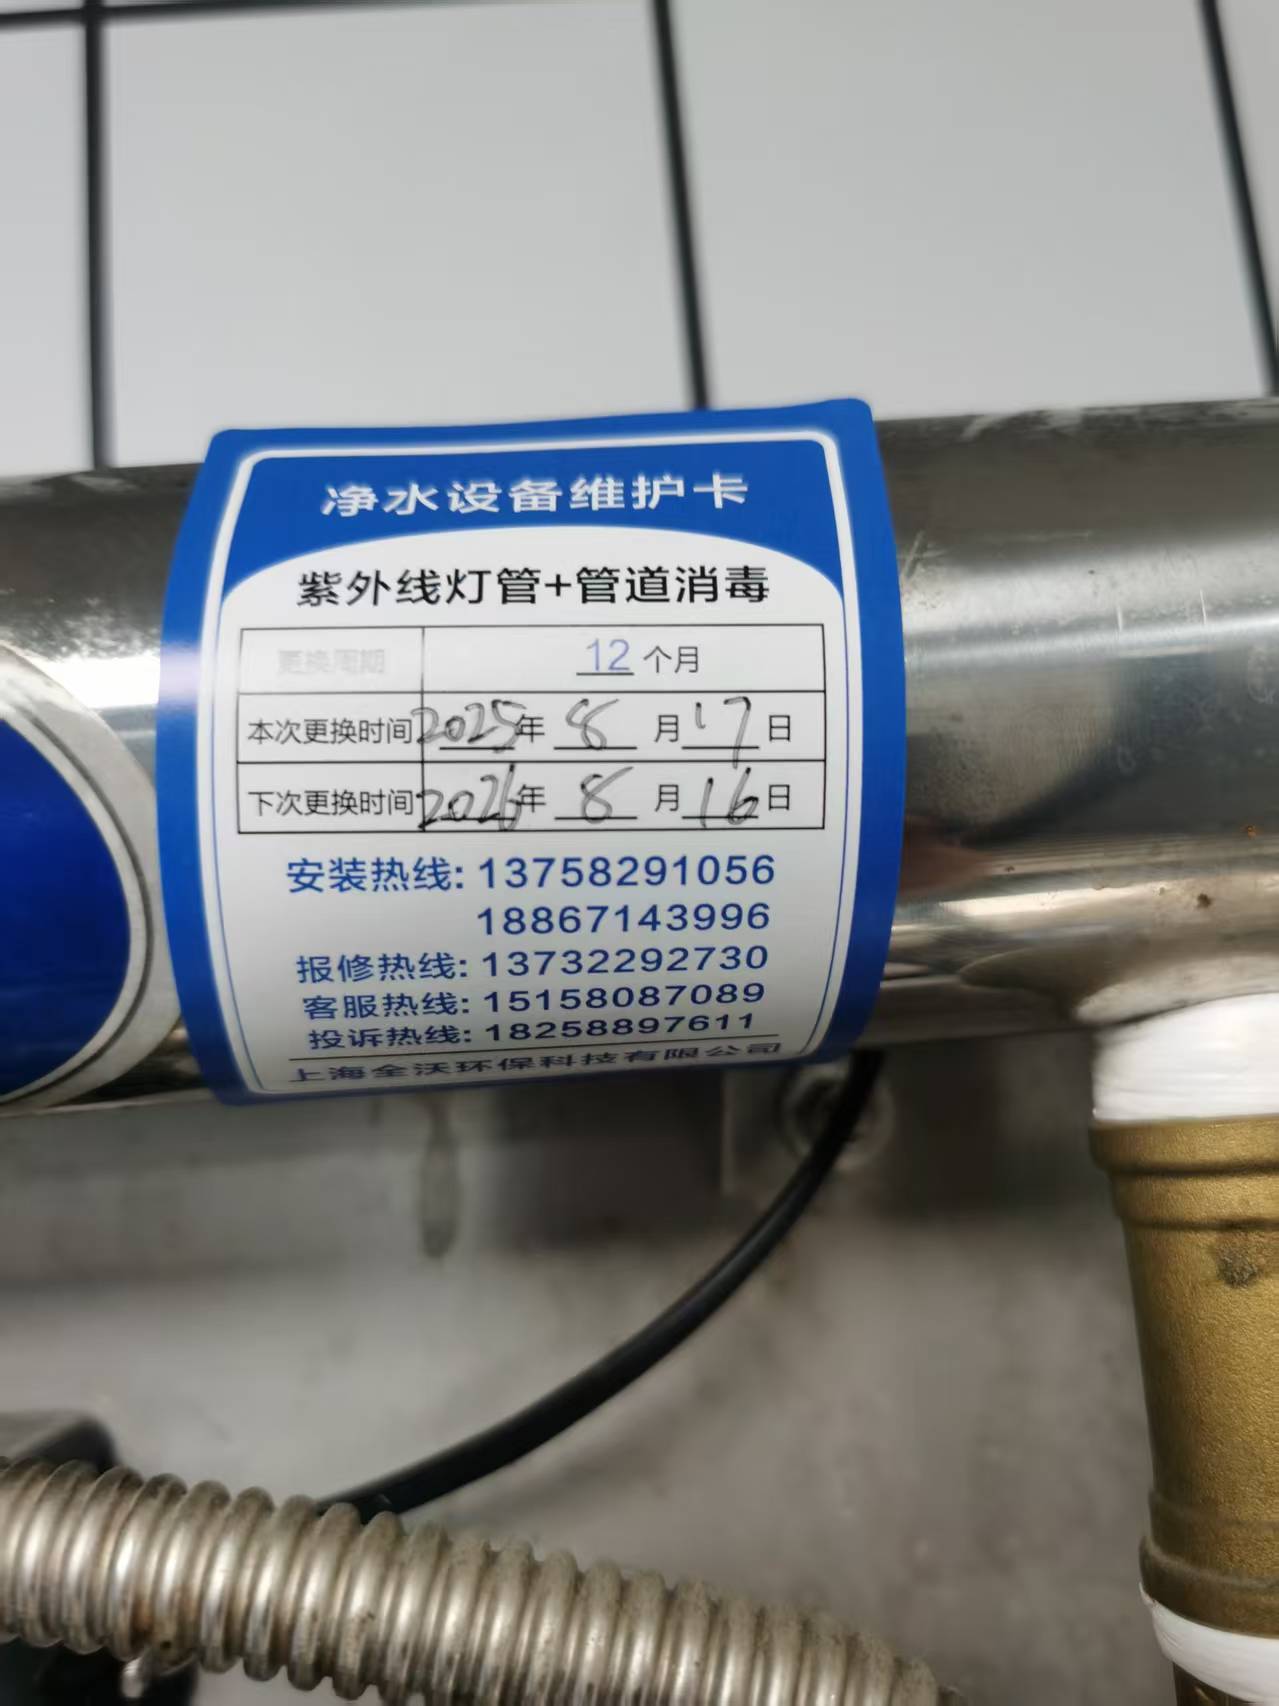 净水设备维护卡
紫外线灯管+管道消毒
更换周期 12 个月
本次更换时间 2025 年 8 月 17 日
下次更换时间 2026 年 8 月 16 日
安装热线: 13758291056
18867143996
报修热线: 13732292730
客服热线: 15158087089
投诉热线: 18258897611
上海全沃环保科技有限公司